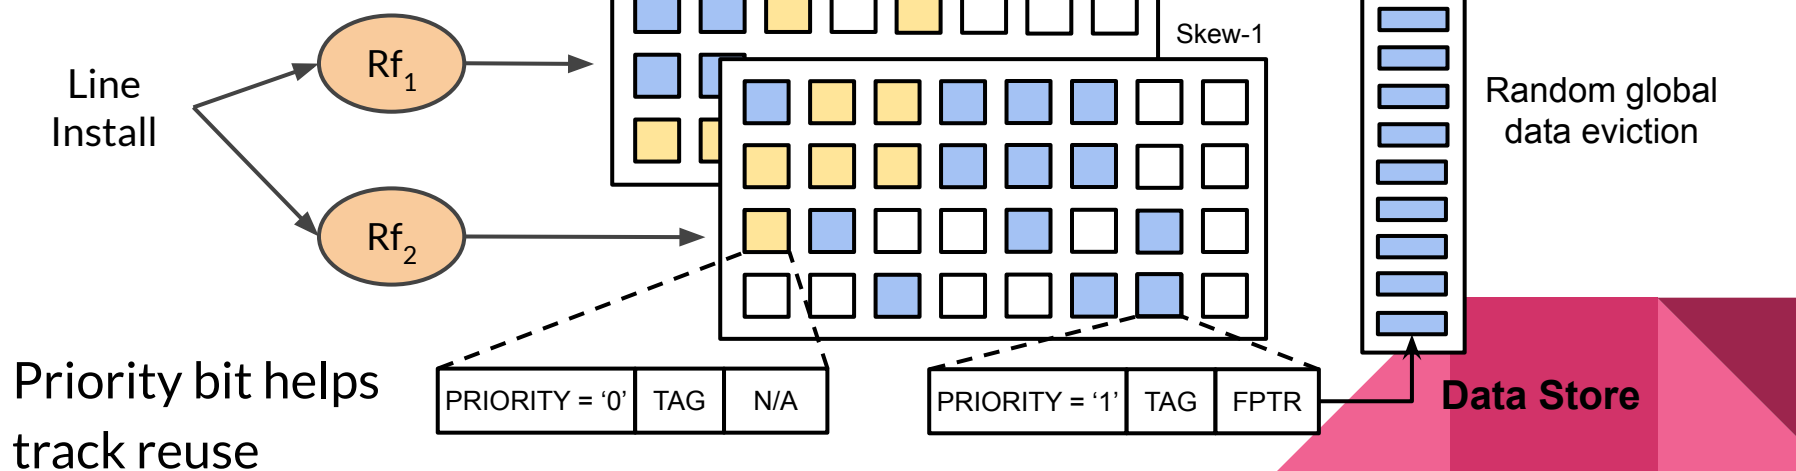 Skew-1
Line
Install
Rf1
Rf2
Random global
data eviction
Priority bit helps
track reuse
PRIORITY = ‘0’ TAG N/A
PRIORITY = ‘1’ TAG FPTR
Data Store